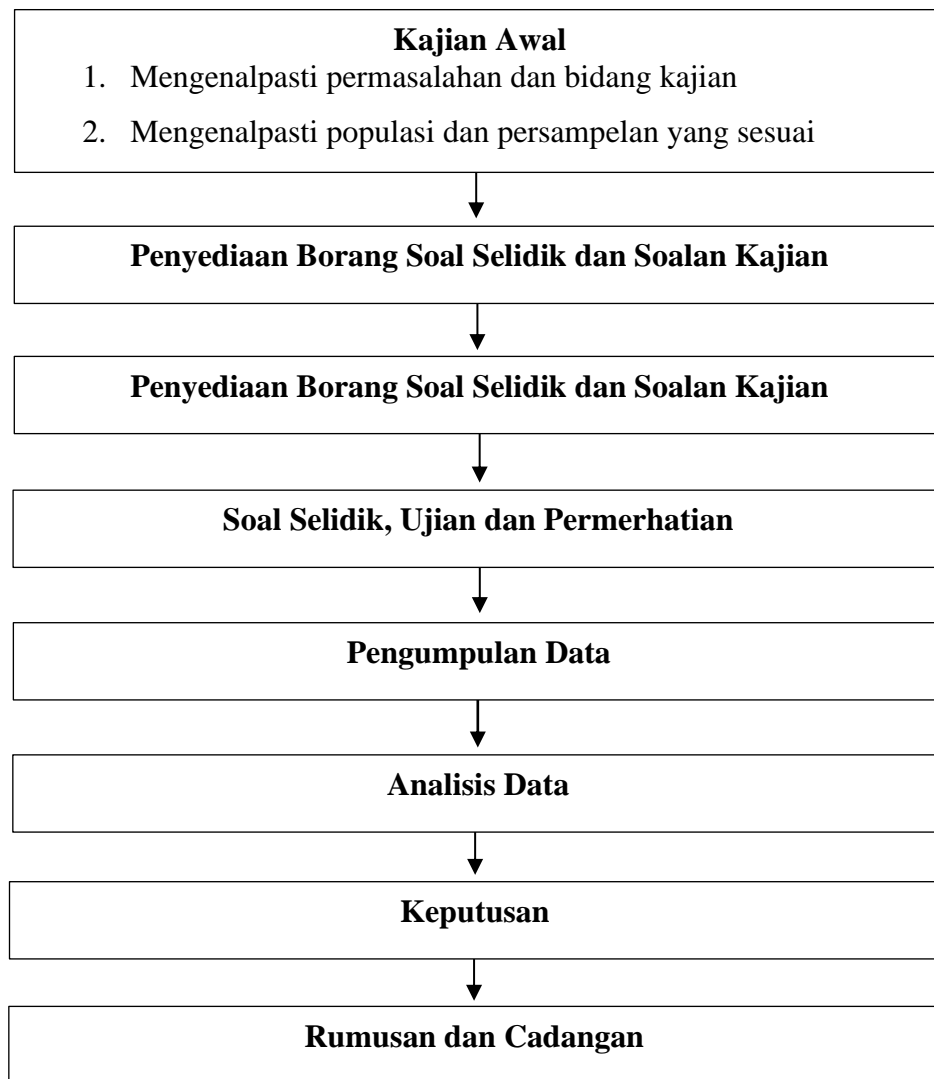 Kajian Awal
1. Mengenalpasti permasalahan dan bidang kajian
2. Mengenalpasti populasi dan persampelan yang sesuai
Penyediaan Borang Soal Selidik dan Soalan Kajian
Penyediaan Borang Soal Selidik dan Soalan Kajian
Soal Selidik, Ujian dan Permerhatian
Pengumpulan Data
Analisis Data
Keputusan
Rumusan dan Cadangan